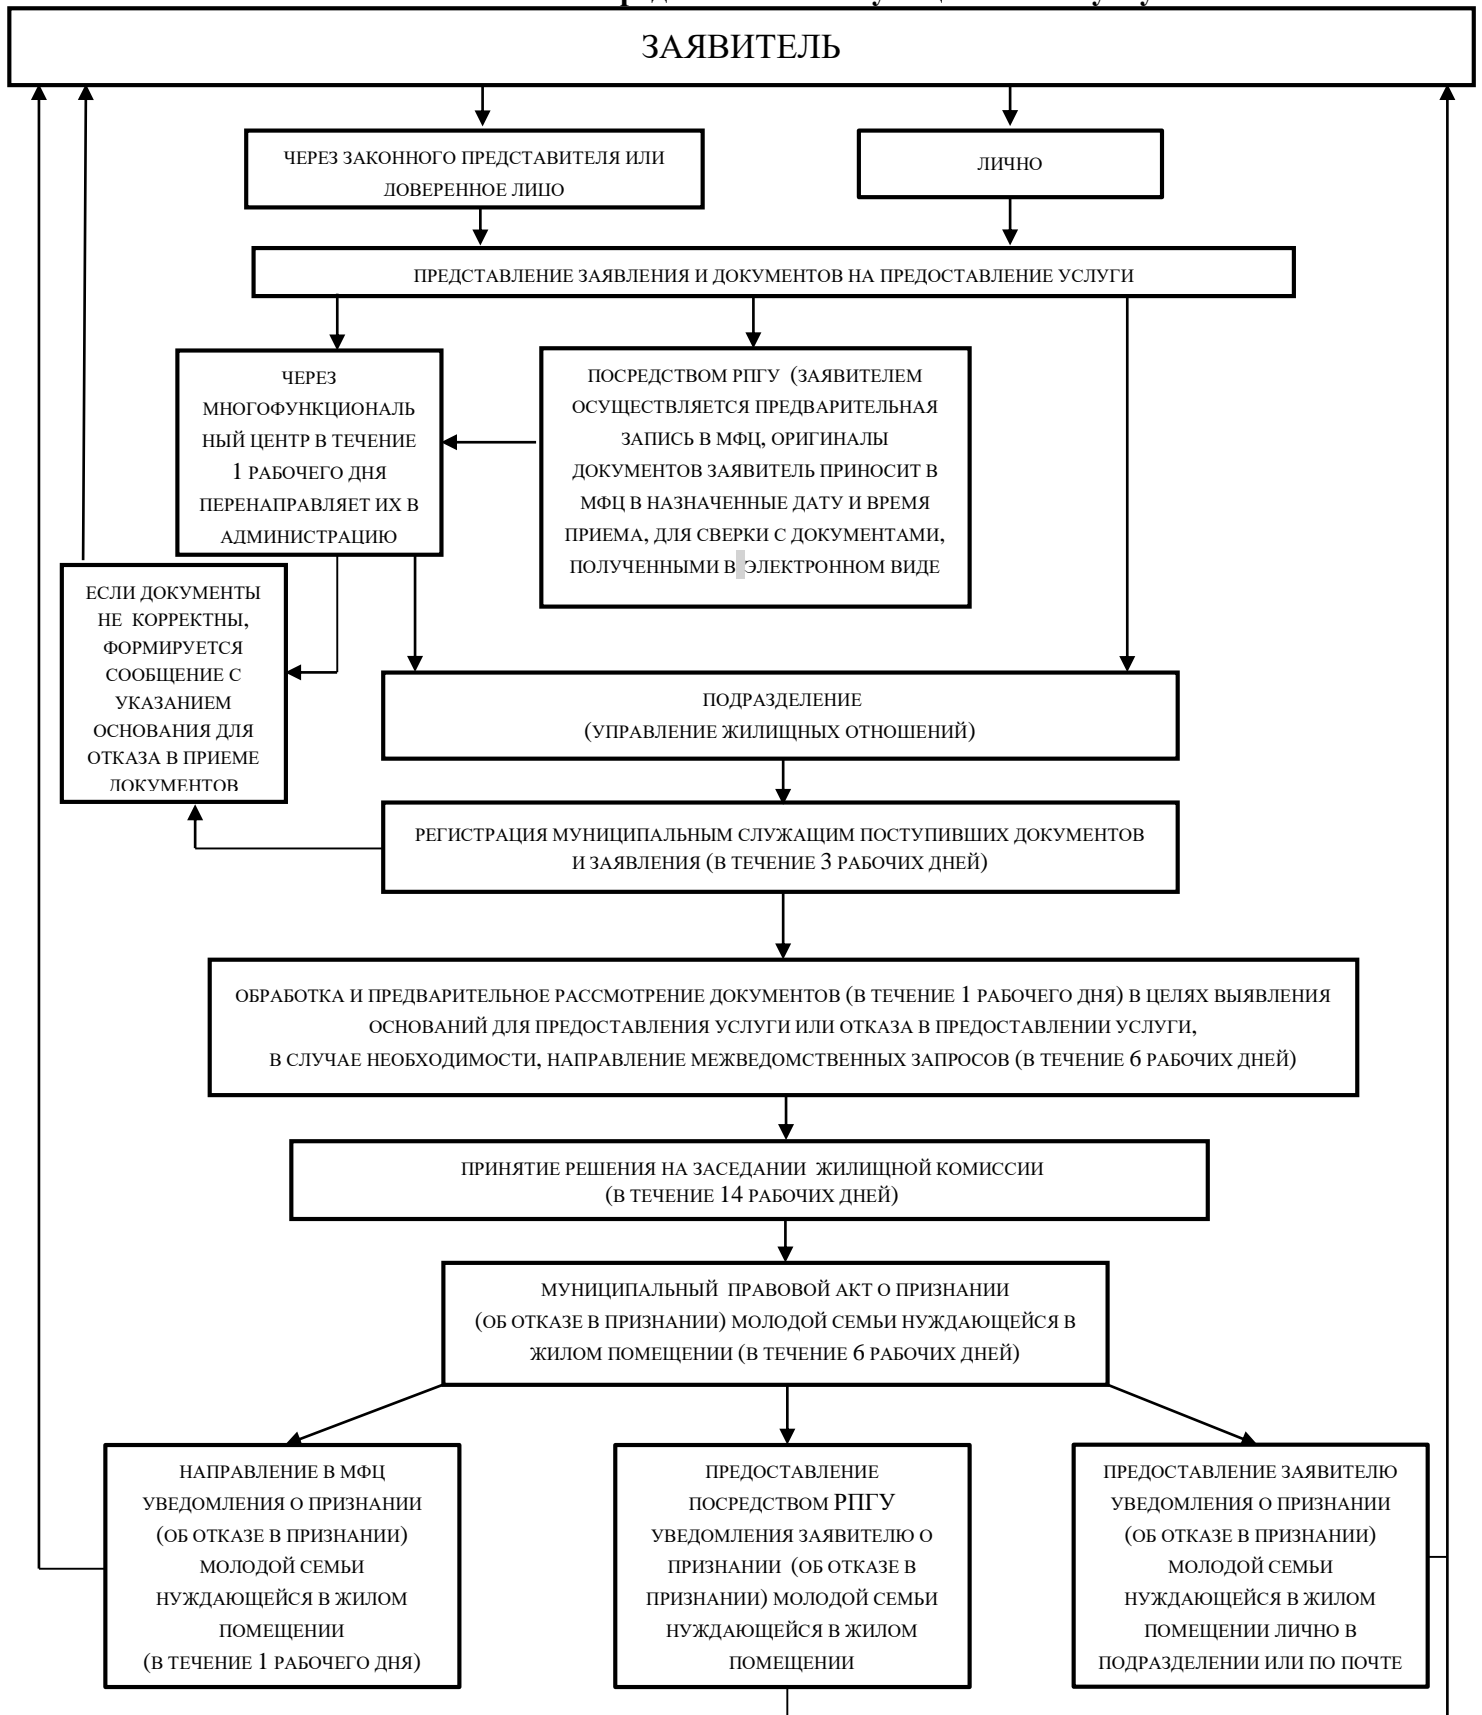 ЗАЯВИТЕЛЬ
ЧЕРЕЗ ЗАКОННОГО ПРЕДСТАВИТЕЛЯ ИЛИ
ДОВЕРЕННОЕ ЛИЦО
ЛИЧНО
ПРЕДСТАВЛЕНИЕ ЗАЯВЛЕНИЯ И ДОКУМЕНТОВ НА ПРЕДОСТАВЛЕНИЕ УСЛУГИ
ЧЕРЕЗ
МНОГОФУНКЦИОНАЛЬ
НЫЙ ЦЕНТР В ТЕЧЕНИЕ
1 РАБОЧЕГО ДНЯ
ПЕРЕНАПРАВЛЯЕТ ИХ В
АДМИНИСТРАЦИЮ
ПОСРЕДСТВОМ РПГУ (ЗАЯВИТЕЛЕМ
ОСУЩЕСТВЛЯЕТСЯ ПРЕДВАРИТЕЛЬНАЯ
ЗАПИСЬ В МФЦ, ОРИГИНАЛЫ
ДОКУМЕНТОВ ЗАЯВИТЕЛЬ ПРИНОСИТ В
МФЦ В НАЗНАЧЕННЫЕ ДАТУ И ВРЕМЯ
ПРИЕМА, ДЛЯ СВЕРКИ С ДОКУМЕНТАМИ,
ПОЛУЧЕННЫМИ В ЭЛЕКТРОННОМ ВИДЕ
ЕСЛИ ДОКУМЕНТЫ
НЕ КОРРЕКТНЫ,
ФОРМИРУЕТСЯ
СООБЩЕНИЕ С
УКАЗАНИЕМ
ОСНОВАНИЯ ДЛЯ
ОТКАЗА В ПРИЕМЕ
ДОКУМЕНТОВ
ПОДРАЗДЕЛЕНИЕ
(УПРАВЛЕНИЕ ЖИЛИЩНЫХ ОТНОШЕНИЙ)
РЕГИСТРАЦИЯ МУНИЦИПАЛЬНЫМ СЛУЖАЩИМ ПОСТУПИВШИХ ДОКУМЕНТОВ
И ЗАЯВЛЕНИЯ (В ТЕЧЕНИЕ 3 РАБОЧИХ ДНЕЙ)
ОБРАБОТКА И ПРЕДВАРИТЕЛЬНОЕ РАССМОТРЕНИЕ ДОКУМЕНТОВ (В ТЕЧЕНИЕ 1 РАБОЧЕГО ДНЯ) В ЦЕЛЯХ ВЫЯВЛЕНИЯ
ОСНОВАНИЙ ДЛЯ ПРЕДОСТАВЛЕНИЯ УСЛУГИ ИЛИ ОТКАЗА В ПРЕДОСТАВЛЕНИИ УСЛУГИ,
В СЛУЧАЕ НЕОБХОДИМОСТИ, НАПРАВЛЕНИЕ МЕЖВЕДОМСТВЕННЫХ ЗАПРОСОВ (В ТЕЧЕНИЕ 6 РАБОЧИХ ДНЕЙ)
ПРИНЯТИЕ РЕШЕНИЯ НА ЗАСЕДАНИИ ЖИЛИЩНОЙ КОМИССИИ
(В ТЕЧЕНИЕ 14 РАБОЧИХ ДНЕЙ)
МУНИЦИПАЛЬНЫЙ ПРАВОВОЙ АКТ О ПРИЗНАНИИ
(ОБ ОТКАЗЕ В ПРИЗНАНИИ) МОЛОДОЙ СЕМЬИ НУЖДАЮЩЕЙСЯ В
ЖИЛОМ ПОМЕЩЕНИИ (В ТЕЧЕНИЕ 6 РАБОЧИХ ДНЕЙ)
НАПРАВЛЕНИЕ В МФЦ
УВЕДОМЛЕНИЯ О ПРИЗНАНИИ
(ОБ ОТКАЗЕ В ПРИЗНАНИИ)
МОЛОДОЙ СЕМЬИ
НУЖДАЮЩЕЙСЯ В ЖИЛОМ
ПОМЕЩЕНИИ
(В ТЕЧЕНИЕ 1 РАБОЧЕГО ДНЯ)
ПРЕДОСТАВЛЕНИЕ
ПОСРЕДСТВОМ РПГУ
УВЕДОМЛЕНИЯ ЗАЯВИТЕЛЮ О
ПРИЗНАНИИ (ОБ ОТКАЗЕ В
ПРИЗНАНИИ) МОЛОДОЙ СЕМЬИ
НУЖДАЮЩЕЙСЯ В ЖИЛОМ
ПОМЕЩЕНИИ
ПРЕДОСТАВЛЕНИЕ ЗАЯВИТЕЛЮ
УВЕДОМЛЕНИЯ О ПРИЗНАНИИ
(ОБ ОТКАЗЕ В ПРИЗНАНИИ)
МОЛОДОЙ СЕМЬИ
НУЖДАЮЩЕЙСЯ В ЖИЛОМ
ПОМЕЩЕНИИ ЛИЧНО В
ПОДРАЗДЕЛЕНИИ ИЛИ ПО ПОЧТЕ